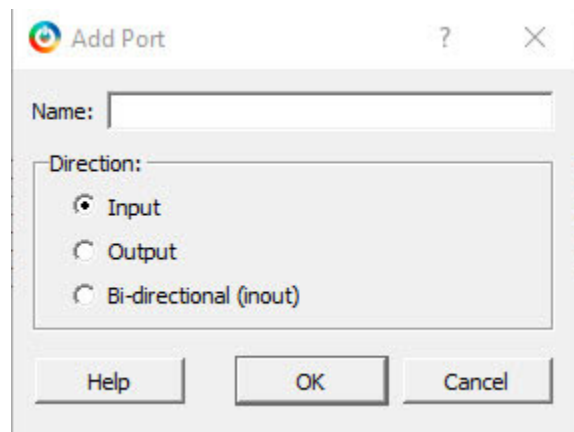 Add Port ?
Name:
Direction:
Input
Output
Bi-directional (inout)
Help OK Cancel